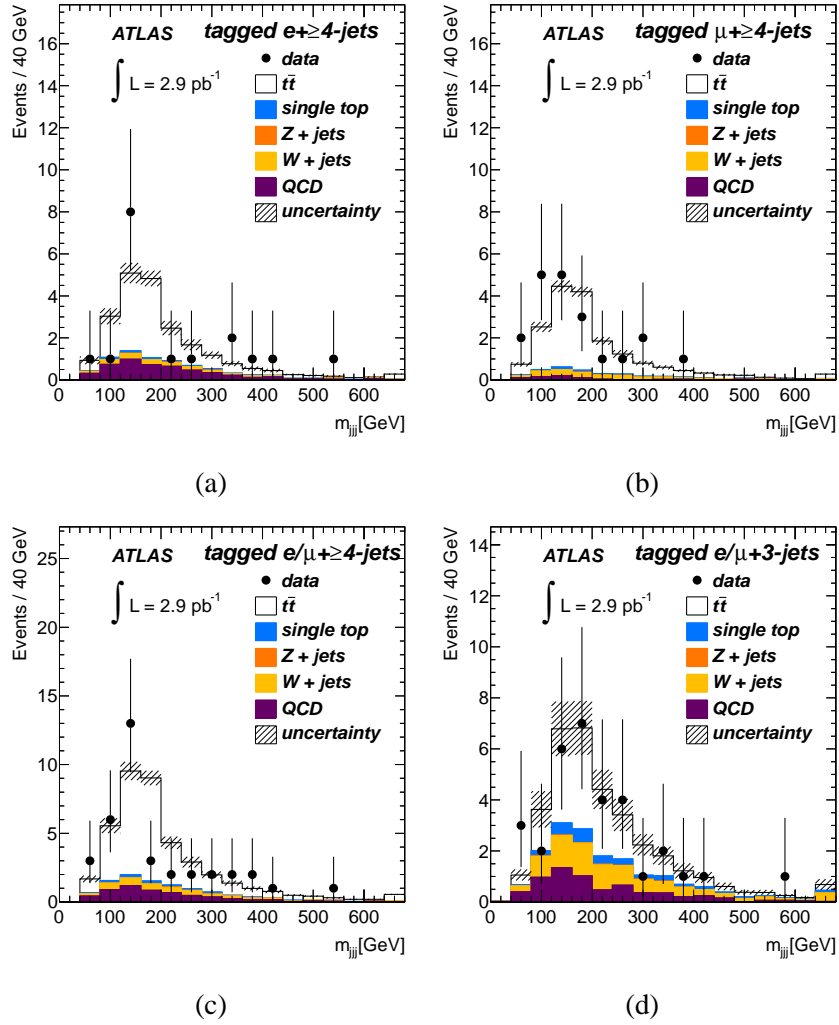 Events / 40 GeV
ATLAS
tagged e+≥4-jets
∫ L = 2.9 pb⁻¹
data
tt̄
single top
Z + jets
W + jets
QCD
uncertainty
16
14
12
10
8
6
4
2
0
0 100 200 300 400 500 600
m_jjj[GeV]
(a)
Events / 40 GeV
ATLAS
tagged μ+≥4-jets
∫ L = 2.9 pb⁻¹
data
tt̄
single top
Z + jets
W + jets
QCD
uncertainty
16
14
12
10
8
6
4
2
0
0 100 200 300 400 500 600
m_jjj[GeV]
(b)
Events / 40 GeV
ATLAS
tagged e/μ+≥4-jets
∫ L = 2.9 pb⁻¹
data
tt̄
single top
Z + jets
W + jets
QCD
uncertainty
25
20
15
10
5
0
0 100 200 300 400 500 600
m_jjj[GeV]
(c)
Events / 40 GeV
ATLAS
tagged e/μ+3-jets
∫ L = 2.9 pb⁻¹
data
tt̄
single top
Z + jets
W + jets
QCD
uncertainty
14
12
10
8
6
4
2
0
0 100 200 300 400 500 600
m_jjj[GeV]
(d)